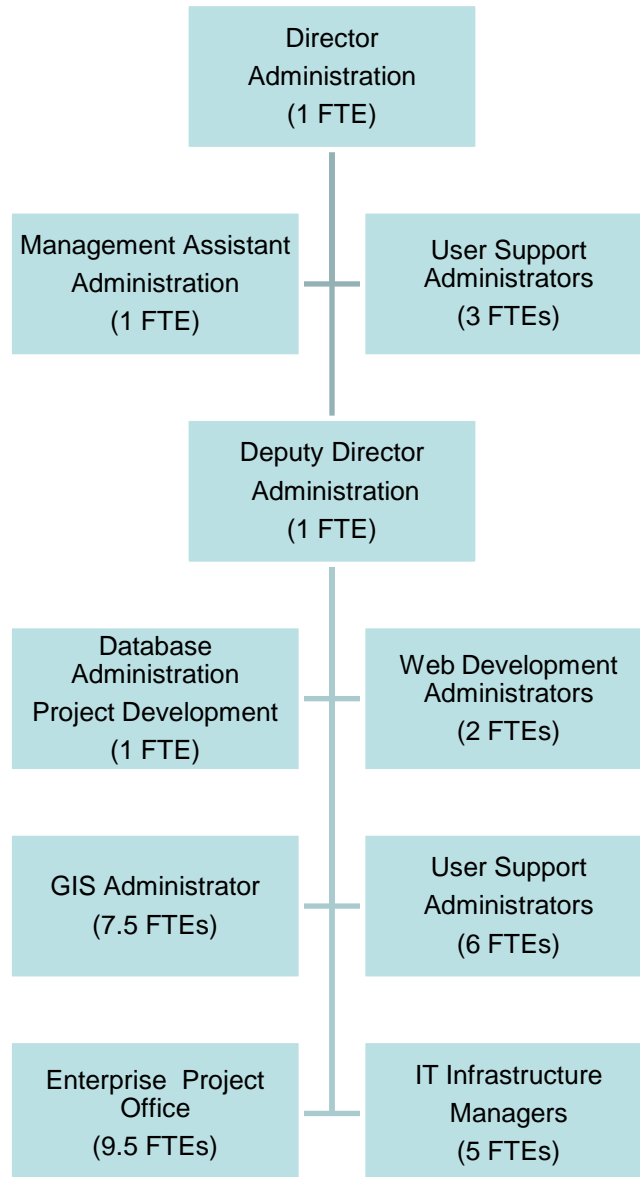 Director
Administration
(1 FTE)
Management Assistant
Administration
(1 FTE)
User Support
Administrators
(3 FTEs)
Deputy Director
Administration
(1 FTE)
Database
Administration
Project Development
(1 FTE)
Web Development
Administrators
(2 FTEs)
GIS Administrator
(7.5 FTEs)
User Support
Administrators
(6 FTEs)
Enterprise Project
Office
(9.5 FTEs)
IT Infrastructure
Managers
(5 FTEs)